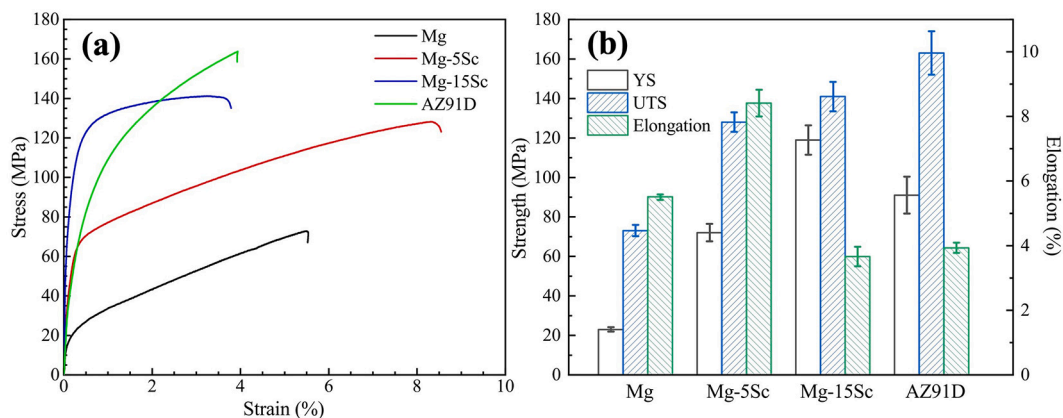 (a)
Mg
Mg-5Sc
Mg-15Sc
AZ91D
Stress (MPa)
180
160
140
120
100
80
60
40
20
0
0 2 4 6 8 10
Strain (%)
(b)
YS
UTS
Elongation
Strength (MPa)
180
160
140
120
100
80
60
40
20
0
Mg Mg-5Sc Mg-15Sc AZ91D
10
8
6
4
2
0
Elongation (%)